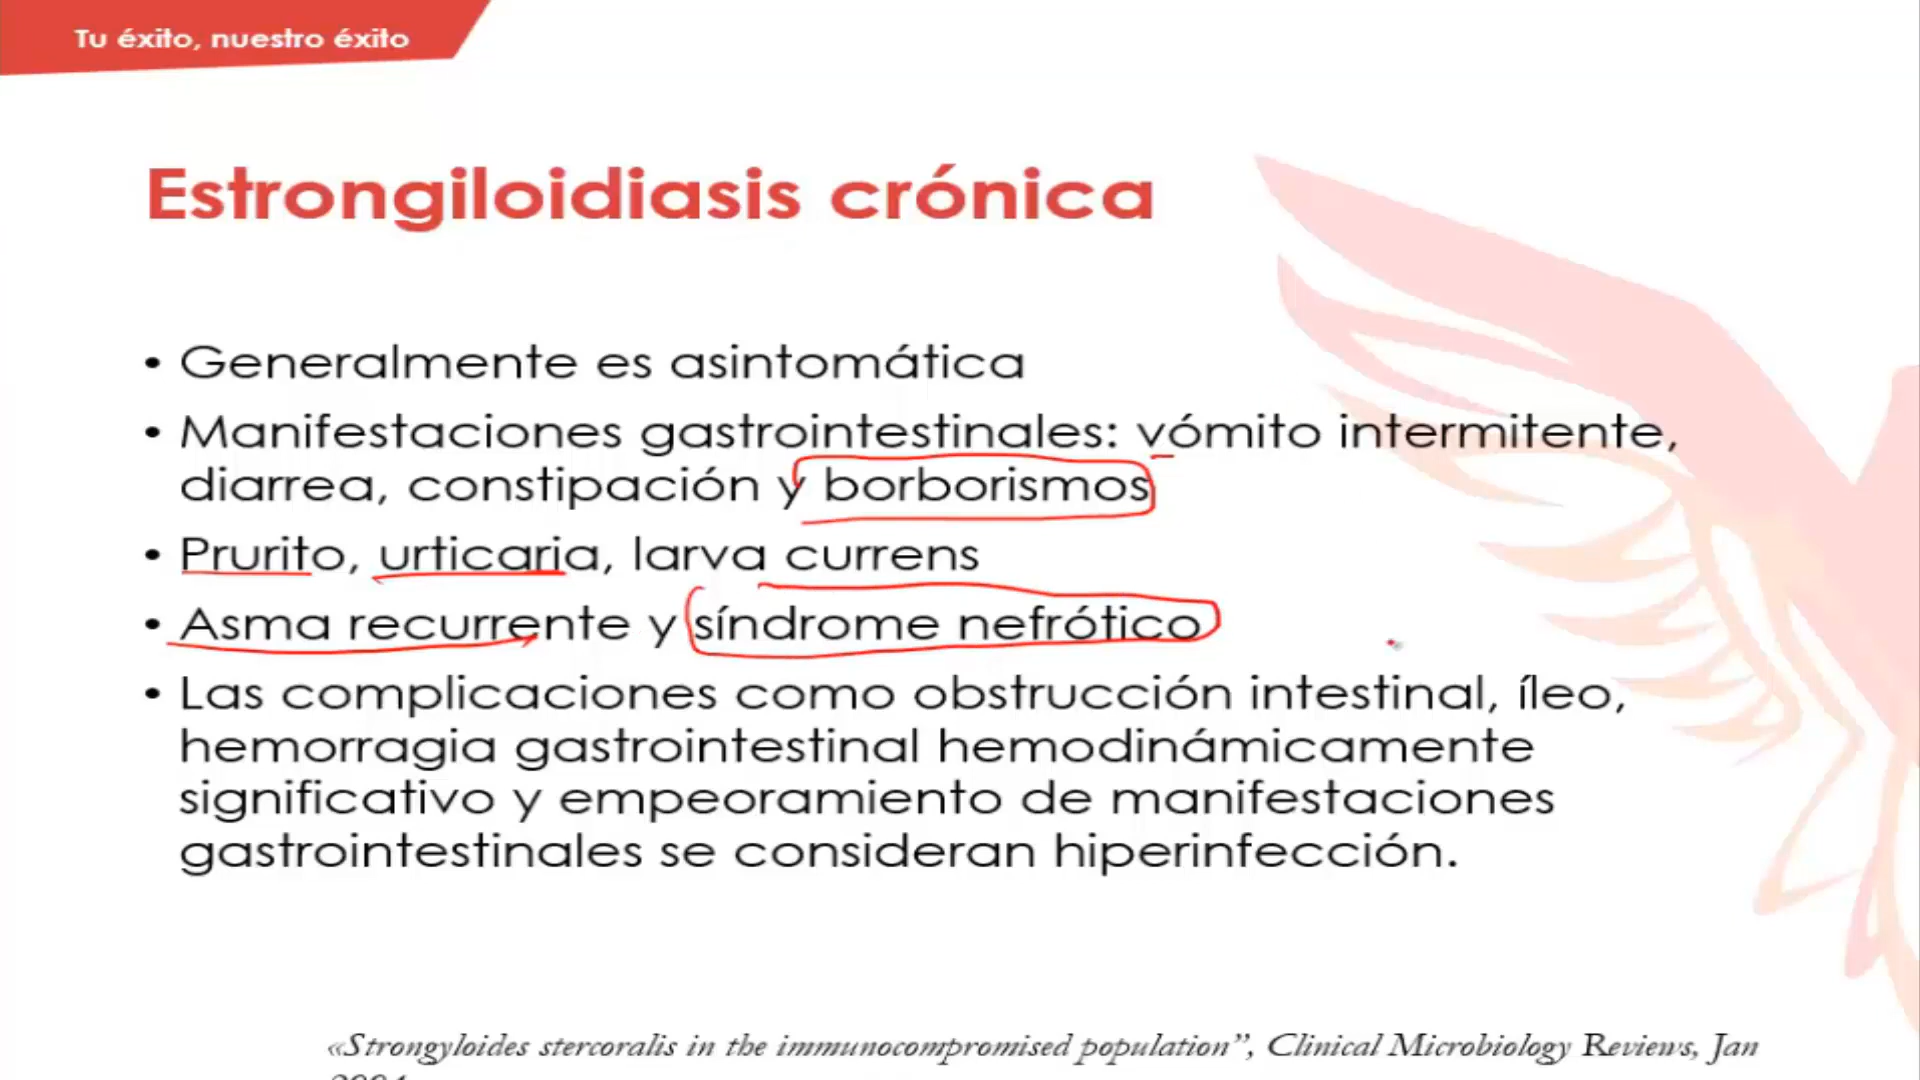 Tu éxito, nuestro éxito
Estrongiloidiasis crónica
• Generalmente es asintomática
• Manifestaciones gastrointestinales: vómito intermitente,
diarrea, constipación y borborismos
• Prurito, urticaria, larva currens
• Asma recurrente y síndrome nefrótico
• Las complicaciones como obstrucción intestinal, íleo,
hemorragia gastrointestinal hemodinámicamente
significativo y empeoramiento de manifestaciones
gastrointestinales se consideran hiperinfección.
«Strongyloides stercoralis in the immunocompromised population”, Clinical Microbiology Reviews, Jan